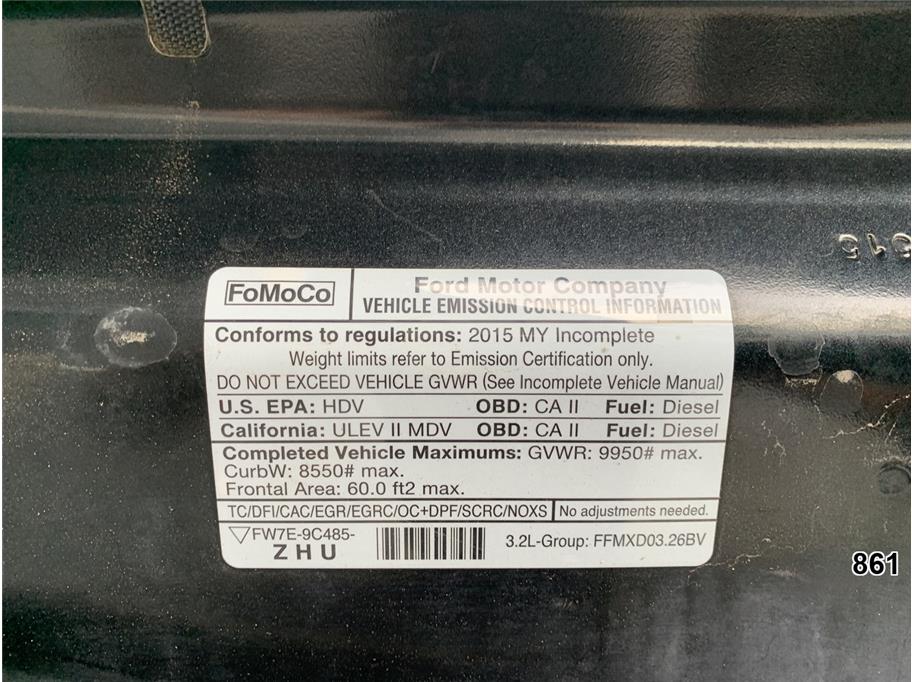 515
FoMoCo
Ford Motor Company
VEHICLE EMISSION CONTROL INFORMATION
Conforms to regulations: 2015 MY Incomplete
Weight limits refer to Emission Certification only.
DO NOT EXCEED VEHICLE GVWR (See Incomplete Vehicle Manual)
U.S. EPA: HDV OBD: CA II Fuel: Diesel
California: ULEV II MDV OBD: CA II Fuel: Diesel
Completed Vehicle Maximums: GVWR: 9950# max.
CurbW: 8550# max.
Frontal Area: 60.0 ft2 max.
TC/DFI/CAC/EGR/EGRC/OC+DPF/SCRC/NOXS No adjustments needed.
FW7E-9C485-
ZHU
3.2L-Group: FFMXD03.26BV
861